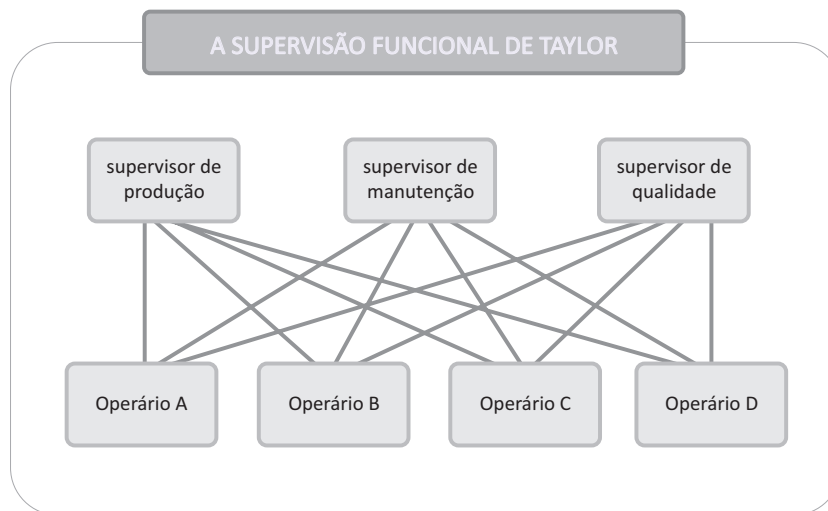 A SUPERVISÃO FUNCIONAL DE TAYLOR
supervisor de
produção
supervisor de
manutenção
supervisor de
qualidade
Operário A
Operário B
Operário C
Operário D